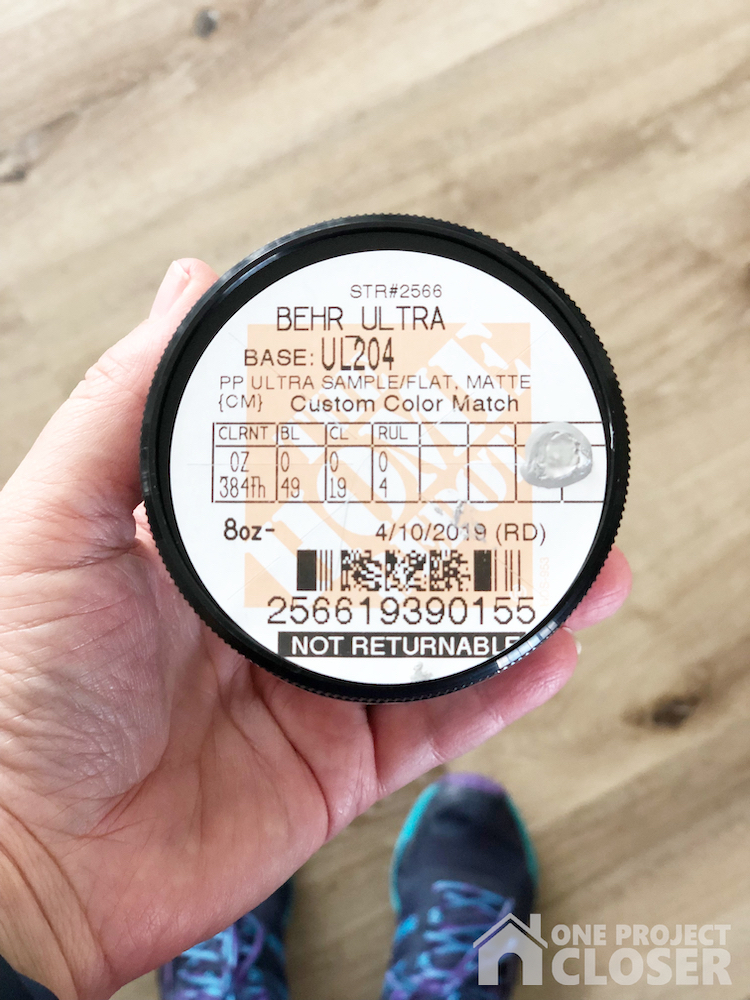 STR#2566
BEHR ULTRA
BASE: UL204
PP ULTRA SAMPLE/FLAT, MATTE
{CM} Custom Color Match
CLRNT BL CL RUL
OZ 0 0 0
384th 49 19 4
8oz- 4/10/2019 (RD)
256619390155
NOT RETURNABLE
ONE PROJECT
CLOSER